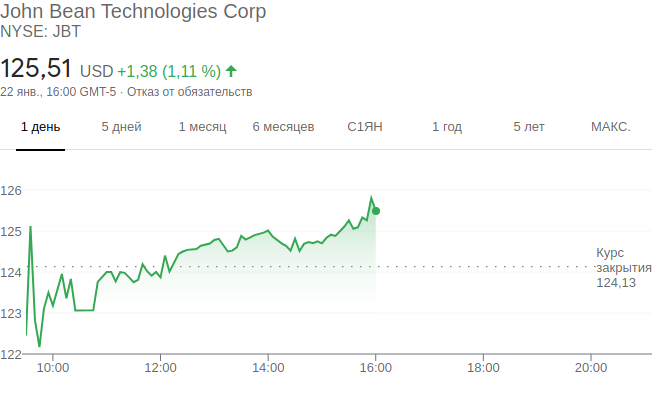 John Bean Technologies Corp
NYSE: JBT
125,51 USD +1,38 (1,11 %)
22 янв., 16:00 GMT-5 · Отказ от обязательств
1 день 5 дней 1 месяц 6 месяцев С1ЯН 1 год 5 лет МАКС.
126
125
Курс
закрытия
124,13
124
123
122
10:00 12:00 14:00 16:00 18:00 20:00